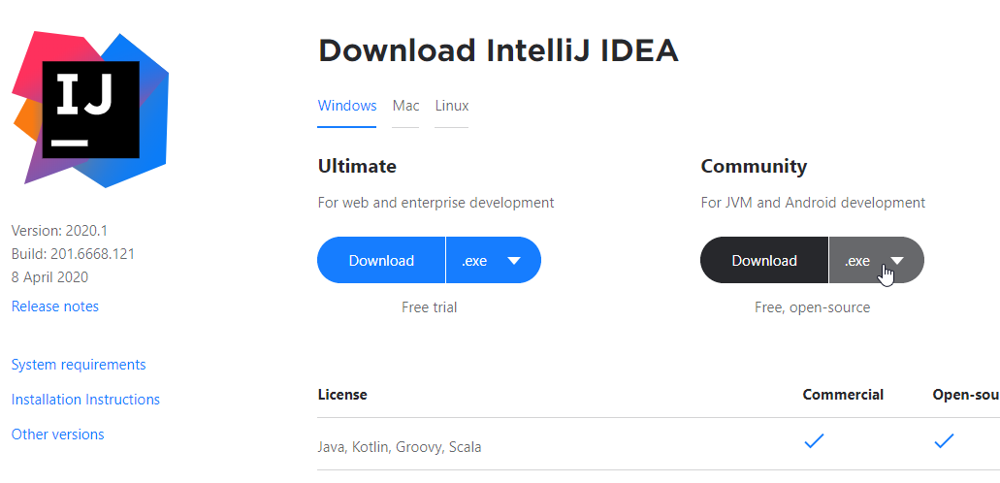 IJ
Download IntelliJ IDEA
Windows Mac Linux
Ultimate
For web and enterprise development
Download .exe
Free trial
Community
For JVM and Android development
Download .exe
Free, open-source
Version: 2020.1
Build: 201.6668.121
8 April 2020
Release notes
System requirements
Installation Instructions
Other versions
License Commercial Open-sou
Java, Kotlin, Groovy, Scala